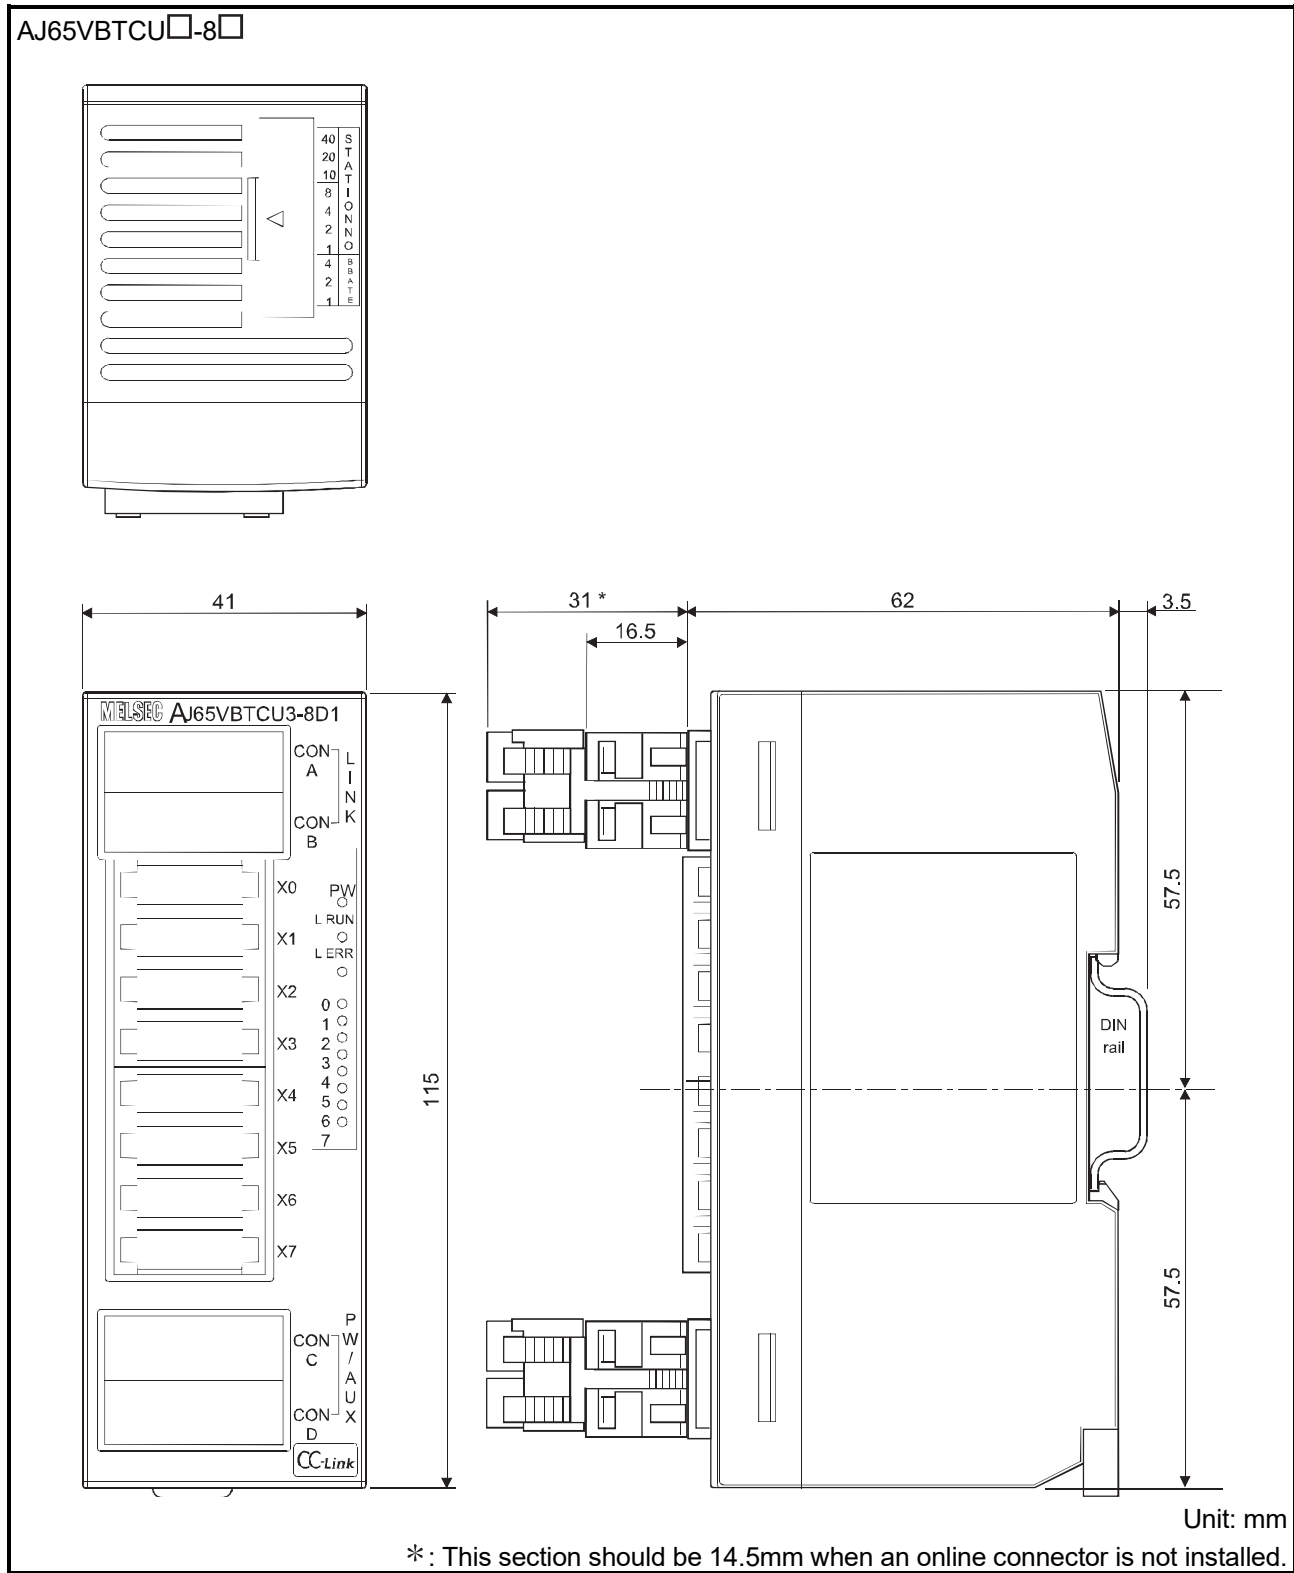 AJ65VBTCU□-8□
40
20
10
8
4
2
1
STATIONNO
4
2
1
BBATE
41
31 *
62
3.5
16.5
MELSEC AJ65VBTCU3-8D1
CON A
CON B
LINK
X0
X1
X2
X3
X4
X5
X6
X7
PW
L RUN
L ERR
0
1
2
3
4
5
6
7
115
57.5
DIN
rail
57.5
CON C
CON D
PW/AUX
CC-Link
Unit: mm
*: This section should be 14.5mm when an online connector is not installed.